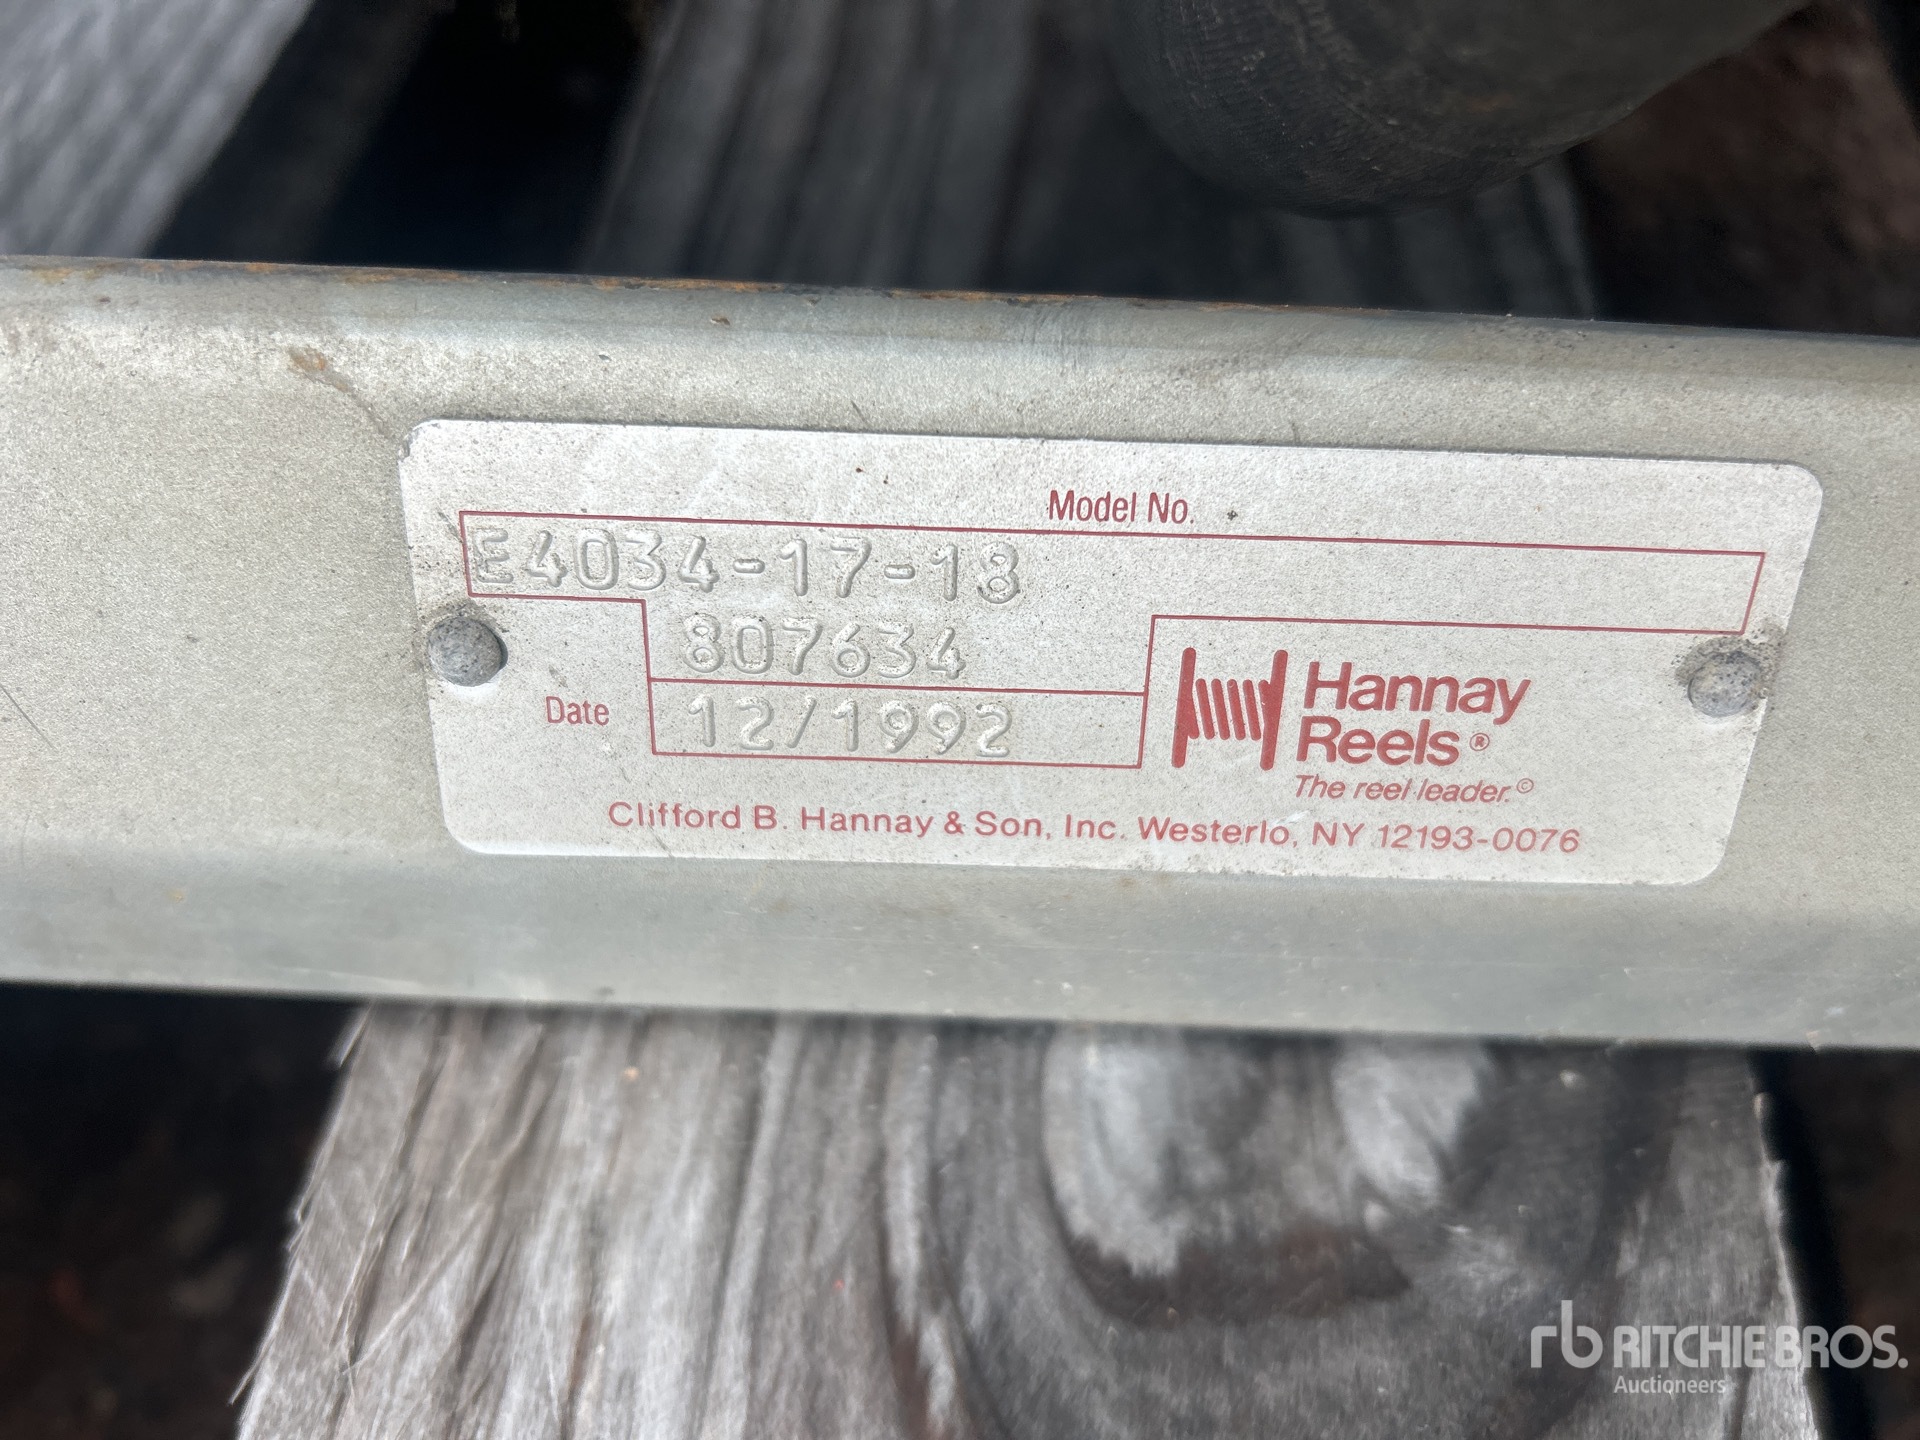 Model No.
E4034-17-18
807634
Date 12/1992
Hannay
Reels®
The reel leader.©
Clifford B. Hannay & Son, Inc. Westerlo, NY 12193-0076
rb RITCHIE BROS.
Auctioneers